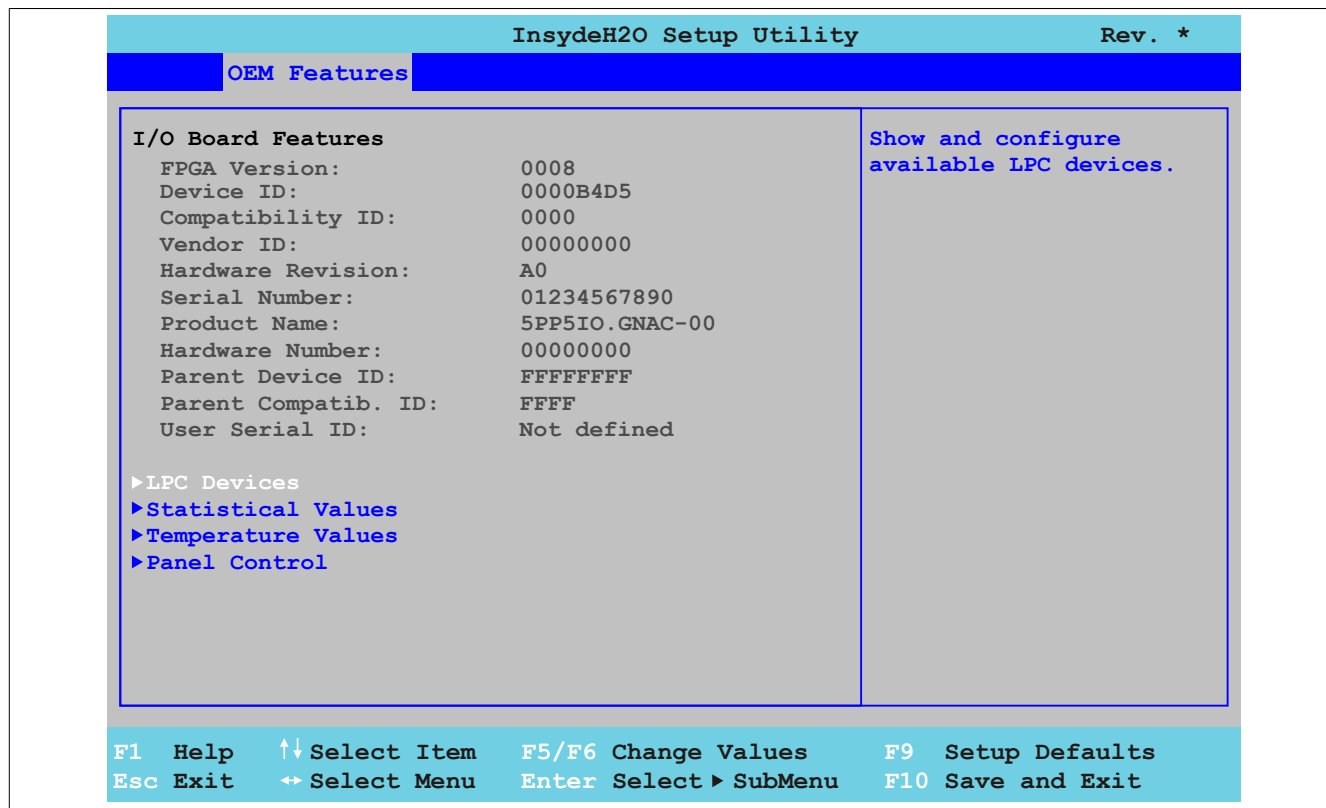 InsydeH2O Setup Utility Rev. *
OEM Features
I/O Board Features
FPGA Version: 0008
Device ID: 0000B4D5
Compatibility ID: 0000
Vendor ID: 00000000
Hardware Revision: A0
Serial Number: 01234567890
Product Name: 5PP5IO.GNAC-00
Hardware Number: 00000000
Parent Device ID: FFFFFFFF
Parent Compatib. ID: FFFF
User Serial ID: Not defined
▶LPC Devices
▶Statistical Values
▶Temperature Values
▶Panel Control
Show and configure
available LPC devices.
F1 Help ↑↓ Select Item F5/F6 Change Values F9 Setup Defaults
Esc Exit ↔ Select Menu Enter Select ▶ SubMenu F10 Save and Exit